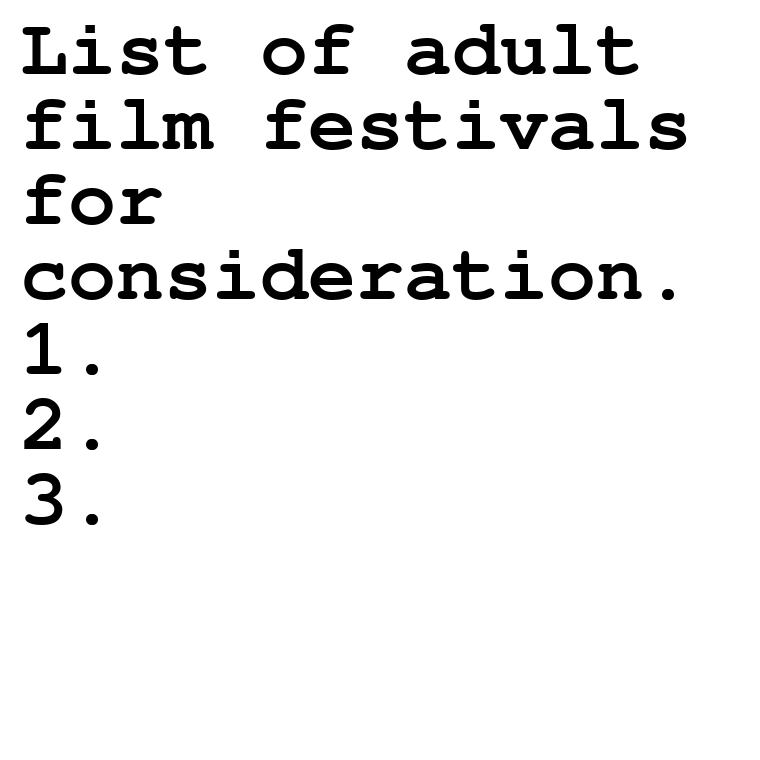 List of adult
film festivals
for
consideration.
1.
2.
3.